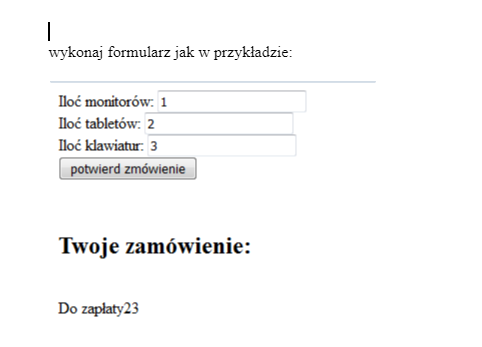 wykonaj formularz jak w przykładzie:
Iloć monitorów: 1
Iloć tabletów: 2
Iloć klawiatur: 3
potwierd zmówienie
Twoje zamówienie:
Do zapłaty23